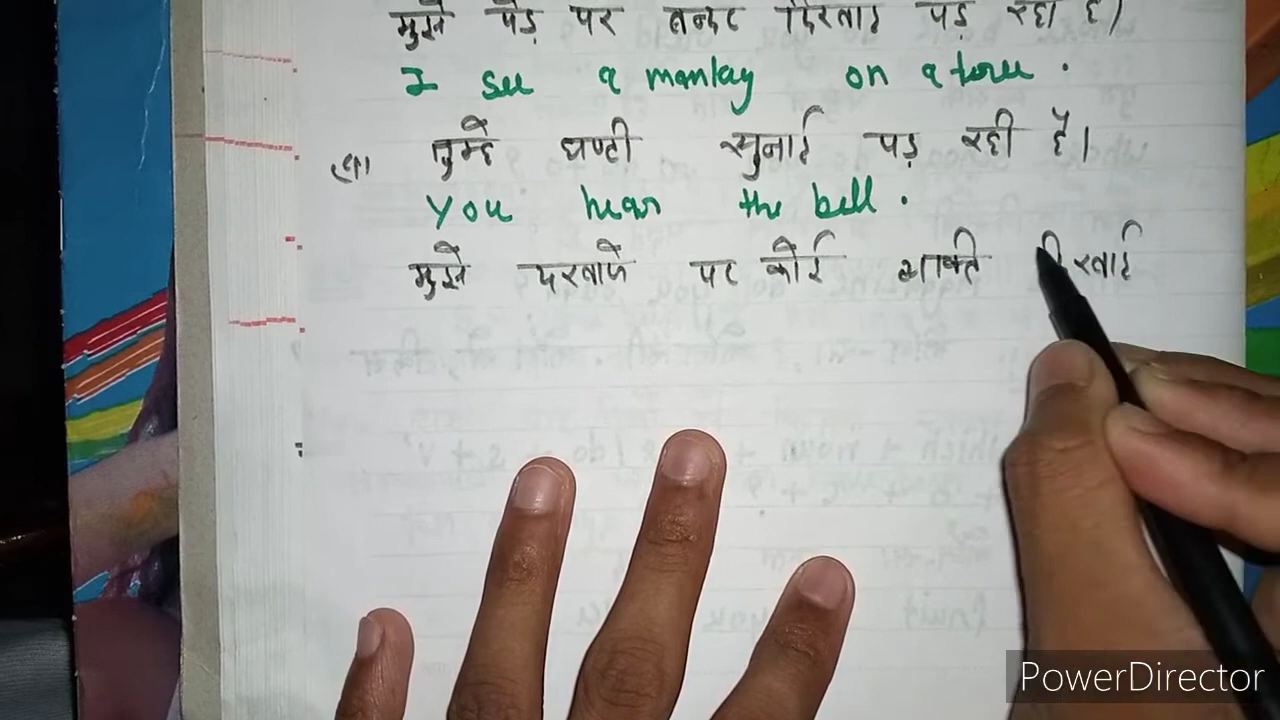 मुझे पेड़ पर बन्दर दिखाई पड़ रहा है।
I see a monkey on a tree.
तुम्हे घण्टी सुनाई पड़ रही है।
You hear the bell.
मुझे दरवाजे पर कोई व्यक्ति दिखाई
PowerDirector